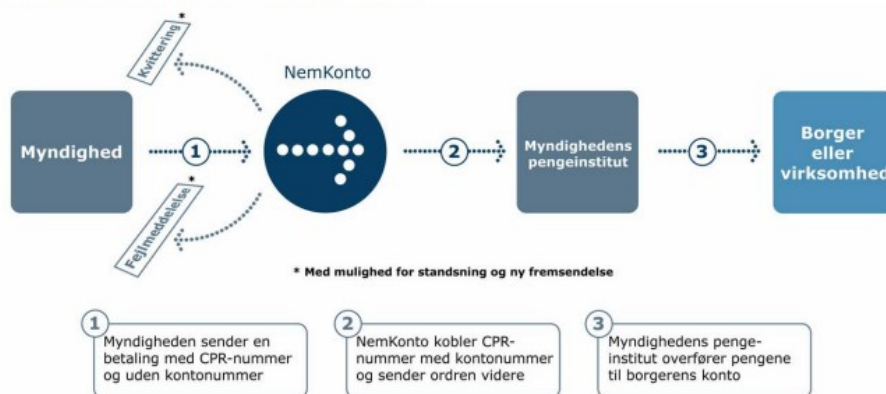 Kvittering *
NemKonto
Myndighed
1
2
Myndighedens
pengeinstitut
3
Borger
eller
virksomhed
Fejlmeddelelse *
* Med mulighed for standsning og ny fremsendelse
1
Myndigheden sender en
betaling med CPR-nummer
og uden kontonummer
2
NemKonto kobler CPR-
nummer med kontonummer
og sender ordren videre
3
Myndighedens penge-
institut overfører pengene
til borgerens konto